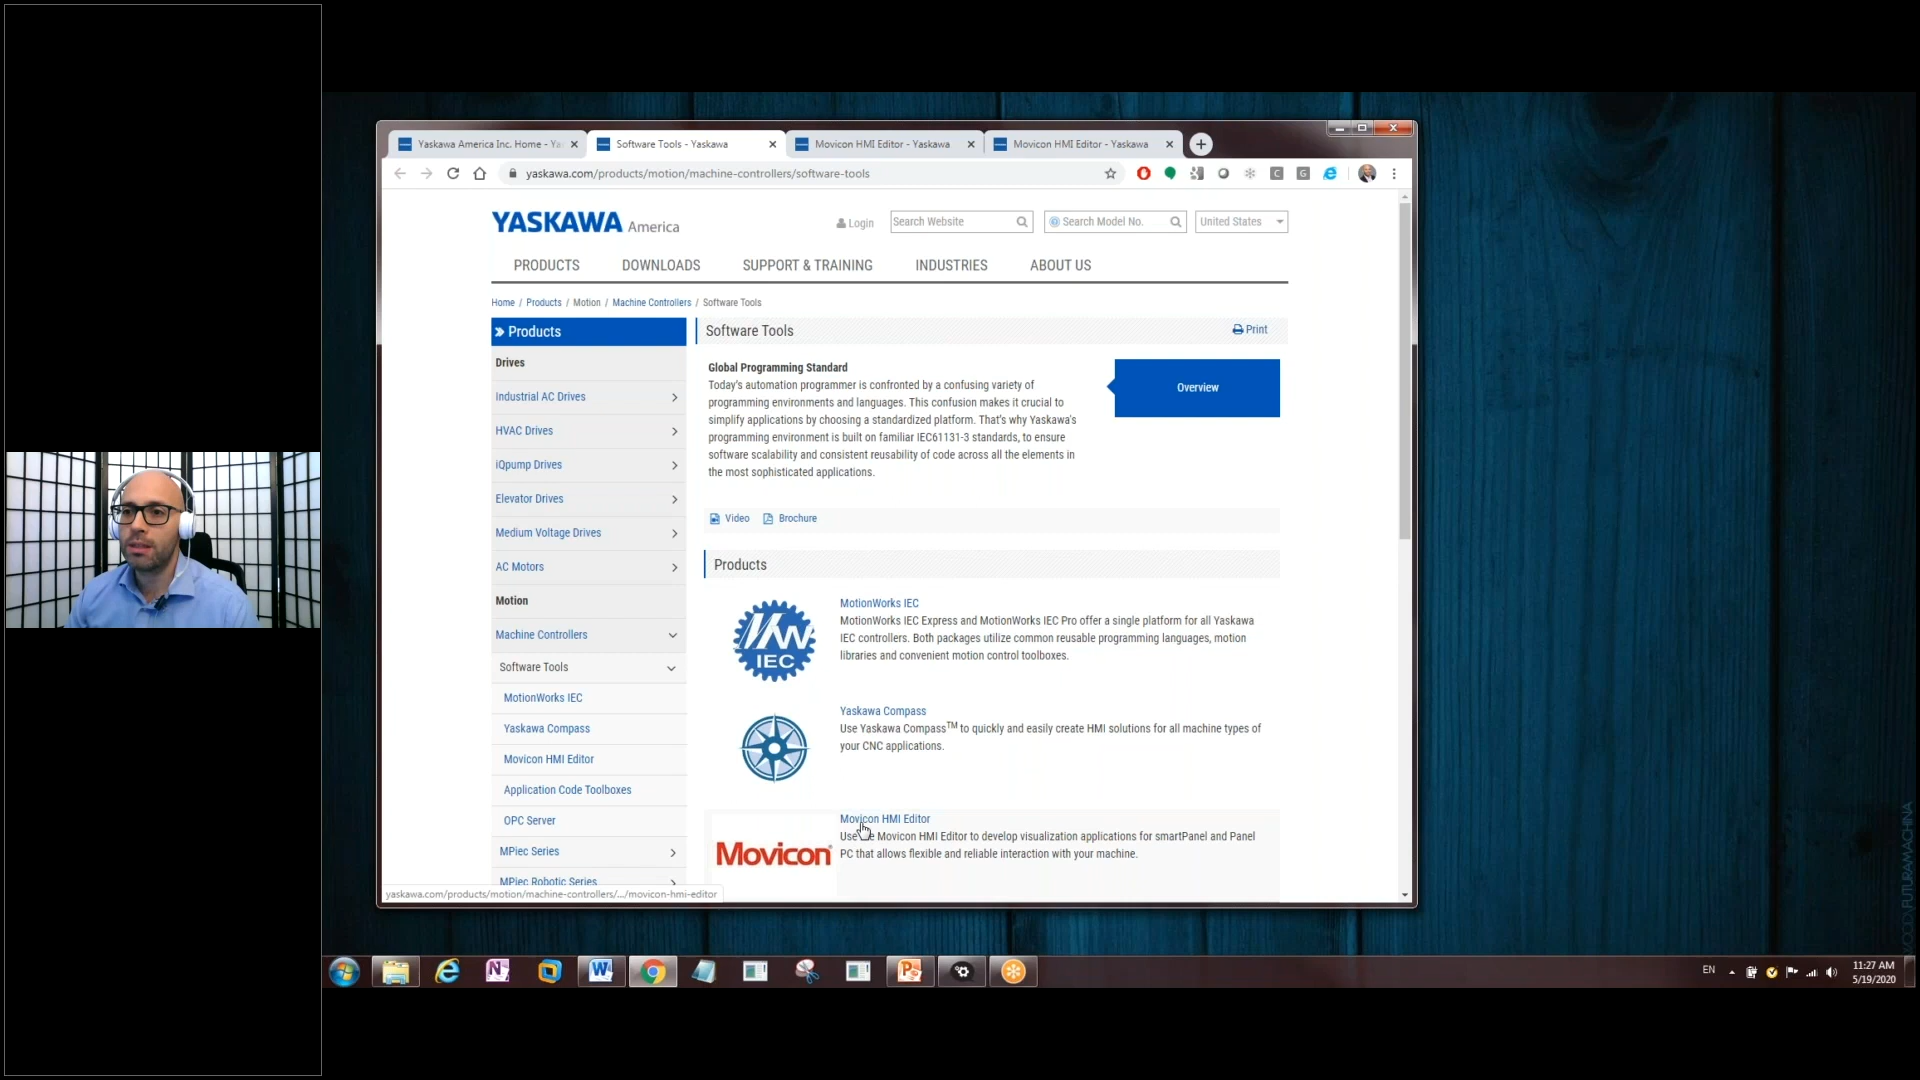 Yaskawa America Inc. Home - Ya
Software Tools - Yaskawa
Movicon HMI Editor - Yaskawa
Movicon HMI Editor - Yaskawa
yaskawa.com/products/motion/machine-controllers/software-tools
YASKAWA America
Login
Search Website
Search Model No.
United States
PRODUCTS
DOWNLOADS
SUPPORT & TRAINING
INDUSTRIES
ABOUT US
Home / Products / Motion / Machine Controllers / Software Tools
Products
Drives
Industrial AC Drives
HVAC Drives
iQpump Drives
Elevator Drives
Medium Voltage Drives
AC Motors
Motion
Machine Controllers
Software Tools
MotionWorks IEC
Yaskawa Compass
Movicon HMI Editor
Application Code Toolboxes
OPC Server
MPiec Series
MPiec Robotic Series
Software Tools
Print
Global Programming Standard
Today's automation programmer is confronted by a confusing variety of
programming environments and languages. This confusion makes it crucial to
simplify applications by choosing a standardized platform. That's why Yaskawa's
programming environment is built on familiar IEC61131-3 standards, to ensure
software scalability and consistent reusability of code across all the elements in
the most sophisticated applications.
Overview
Video
Brochure
Products
IEC
MotionWorks IEC
MotionWorks IEC Express and MotionWorks IEC Pro offer a single platform for all Yaskawa
IEC controllers. Both packages utilize common reusable programming languages, motion
libraries and convenient motion control toolboxes.
Yaskawa Compass
Use Yaskawa Compass™ to quickly and easily create HMI solutions for all machine types of
your CNC applications.
Movicon
Movicon HMI Editor
Use Movicon HMI Editor to develop visualization applications for smartPanel and Panel
PC that allows flexible and reliable interaction with your machine.
yaskawa.com/products/motion/machine-controllers/.../movicon-hmi-editor
EN
11:27 AM
5/19/2020